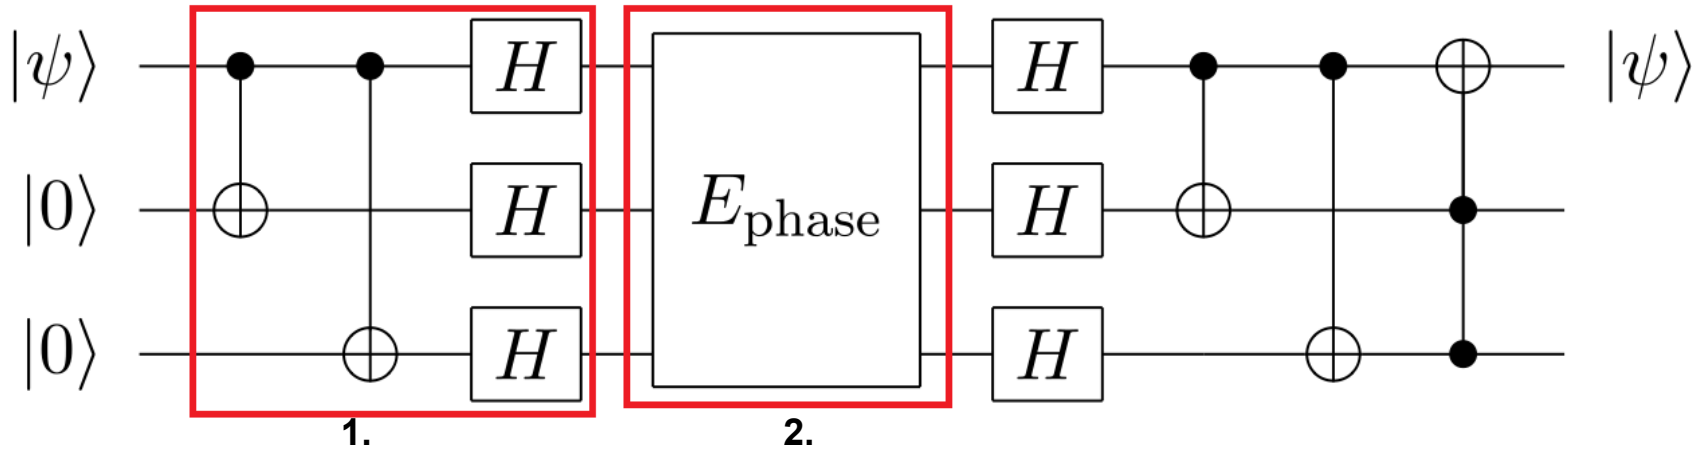 |ψ⟩ H H |ψ⟩
|0⟩ H E_phase H
|0⟩ H H
1. 2.